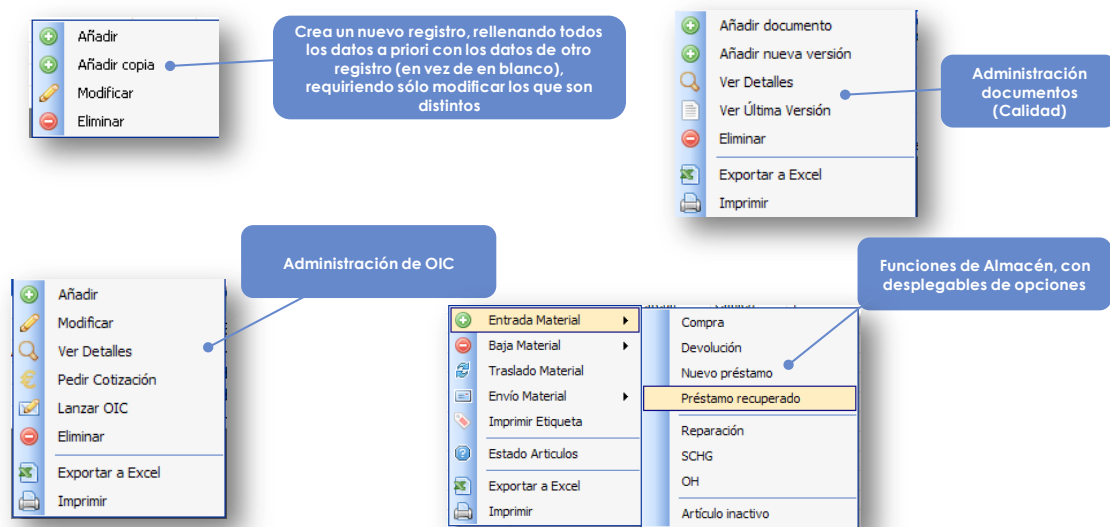 Añadir
Añadir copia
Modificar
Eliminar
Crea un nuevo registro, rellenando todos
los datos a priori con los datos de otro
registro (en vez de en blanco),
requiriendo sólo modificar los que son
distintos
Añadir documento
Añadir nueva versión
Ver Detalles
Ver Última Versión
Eliminar
Exportar a Excel
Imprimir
Administración
documentos
(Calidad)
Administración de OIC
Añadir
Modificar
Ver Detalles
Pedir Cotización
Lanzar OIC
Eliminar
Exportar a Excel
Imprimir
Funciones de Almacén, con
desplegables de opciones
Entrada Material
Baja Material
Traslado Material
Envío Material
Imprimir Etiqueta
Estado Articulos
Exportar a Excel
Imprimir
Compra
Devolución
Nuevo préstamo
Préstamo recuperado
Reparación
SCHG
OH
Artículo inactivo